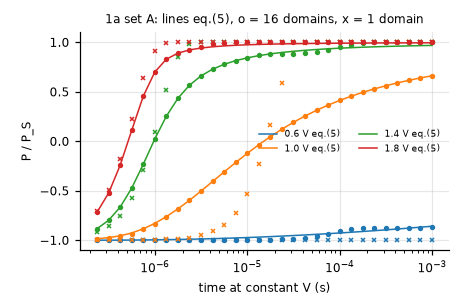 1a set A: lines eq.(5), o = 16 domains, x = 1 domain
P / P_S
1.0
0.5
0.0
−0.5
−1.0
0.6 V eq.(5)
1.0 V eq.(5)
1.4 V eq.(5)
1.8 V eq.(5)
10⁻⁶
10⁻⁵
10⁻⁴
10⁻³
time at constant V (s)